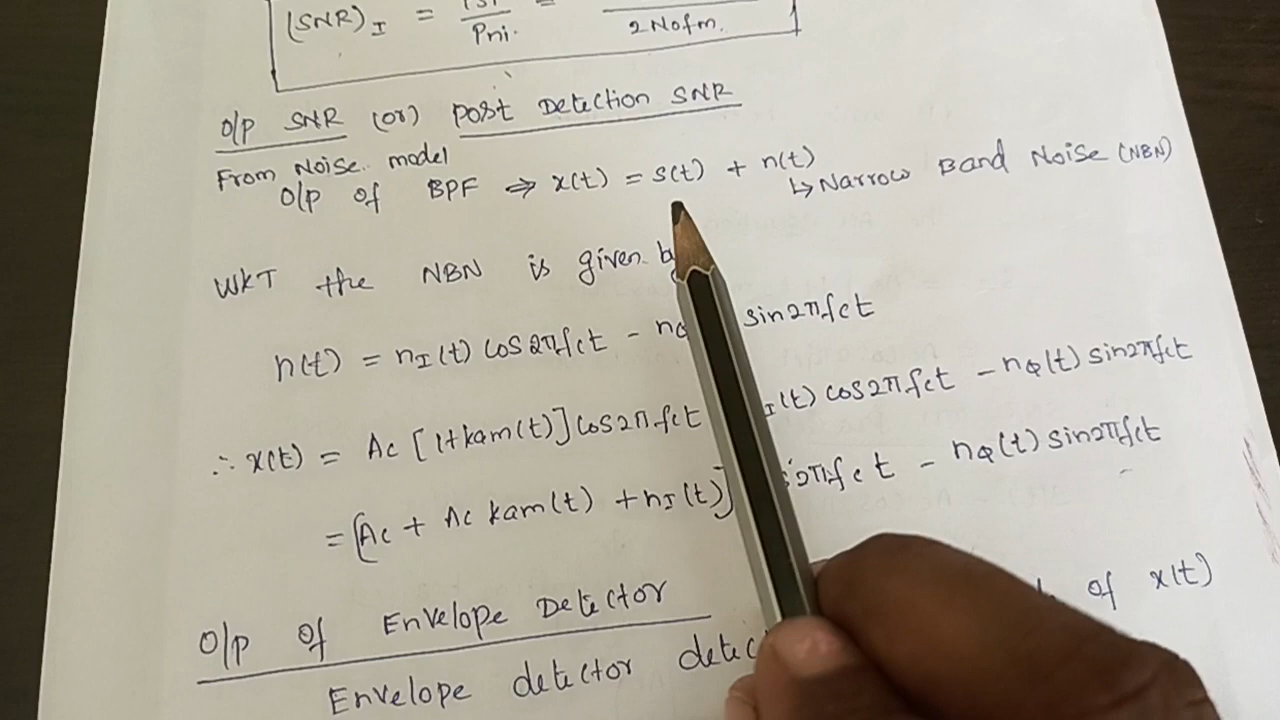 (SNR)I = Pni. = 2Nofm.
O/p SNR (or) Post Detection SNR
From Noise model
O/p of BPF ⇒ x(t) = s(t) + n(t)
↳ Narrow Band Noise (NBN)
WKT the NBN is given
n(t) = nI(t) cos2πfct - sin2πfct
∴ x(t) = Ac [1+kam(t)] cos2πfct I(t) cos2πfct - nQ(t) sin2πfct
= [Ac + Ac kam(t) + nI(t)] 2πfct - nQ(t) sin2πfct
O/p of Envelope Detector
Envelope detector of x(t)